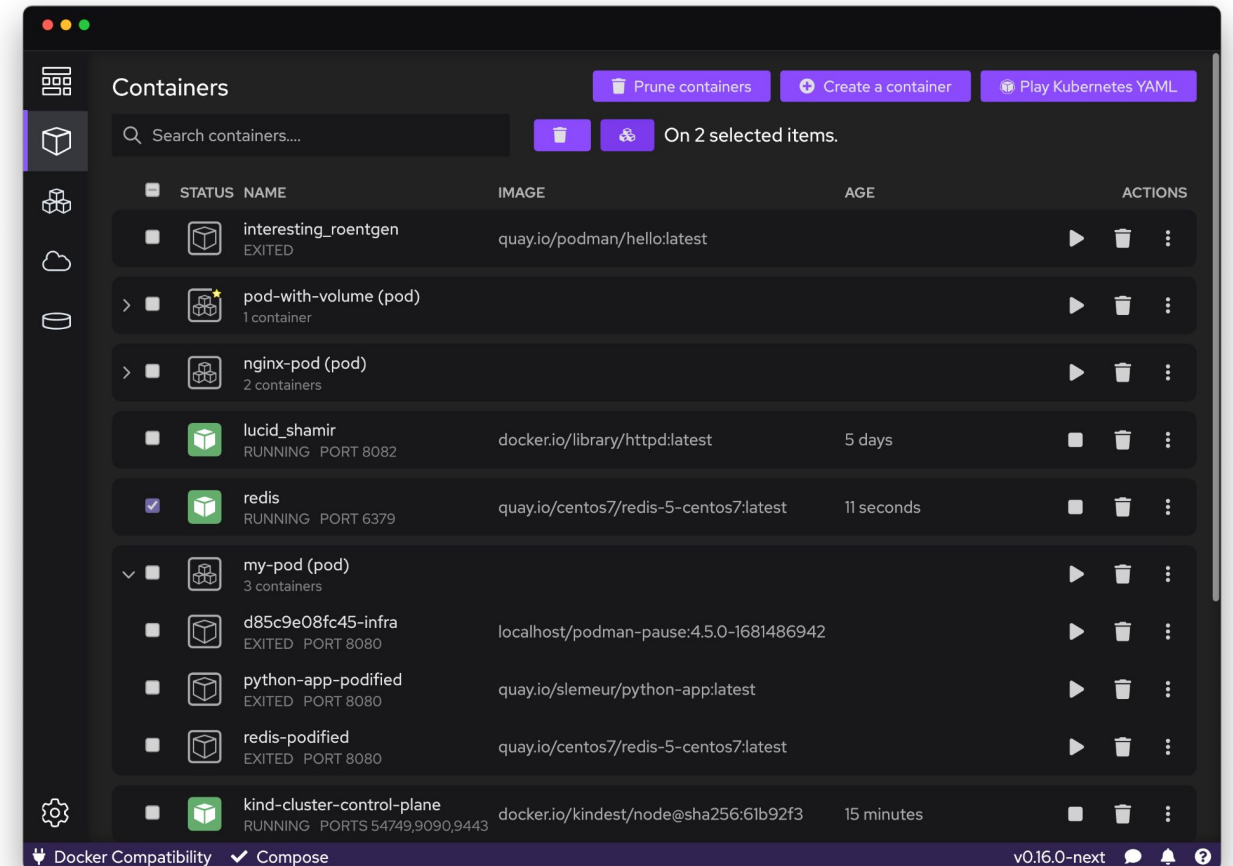 Containers
Prune containers
Create a container
Play Kubernetes YAML
Search containers....
On 2 selected items.
STATUS NAME IMAGE AGE ACTIONS
interesting_roentgen
EXITED
quay.io/podman/hello:latest
pod-with-volume (pod)
1 container
nginx-pod (pod)
2 containers
lucid_shamir
RUNNING PORT 8082
docker.io/library/httpd:latest
5 days
redis
RUNNING PORT 6379
quay.io/centos7/redis-5-centos7:latest
11 seconds
my-pod (pod)
3 containers
d85c9e08fc45-infra
EXITED PORT 8080
localhost/podman-pause:4.5.0-1681486942
python-app-podified
EXITED PORT 8080
quay.io/slemeur/python-app:latest
redis-podified
EXITED PORT 8080
quay.io/centos7/redis-5-centos7:latest
kind-cluster-control-plane
RUNNING PORTS 54749,9090,9443
docker.io/kindest/node@sha256:61b92f3
15 minutes
Docker Compatibility Compose v0.16.0-next